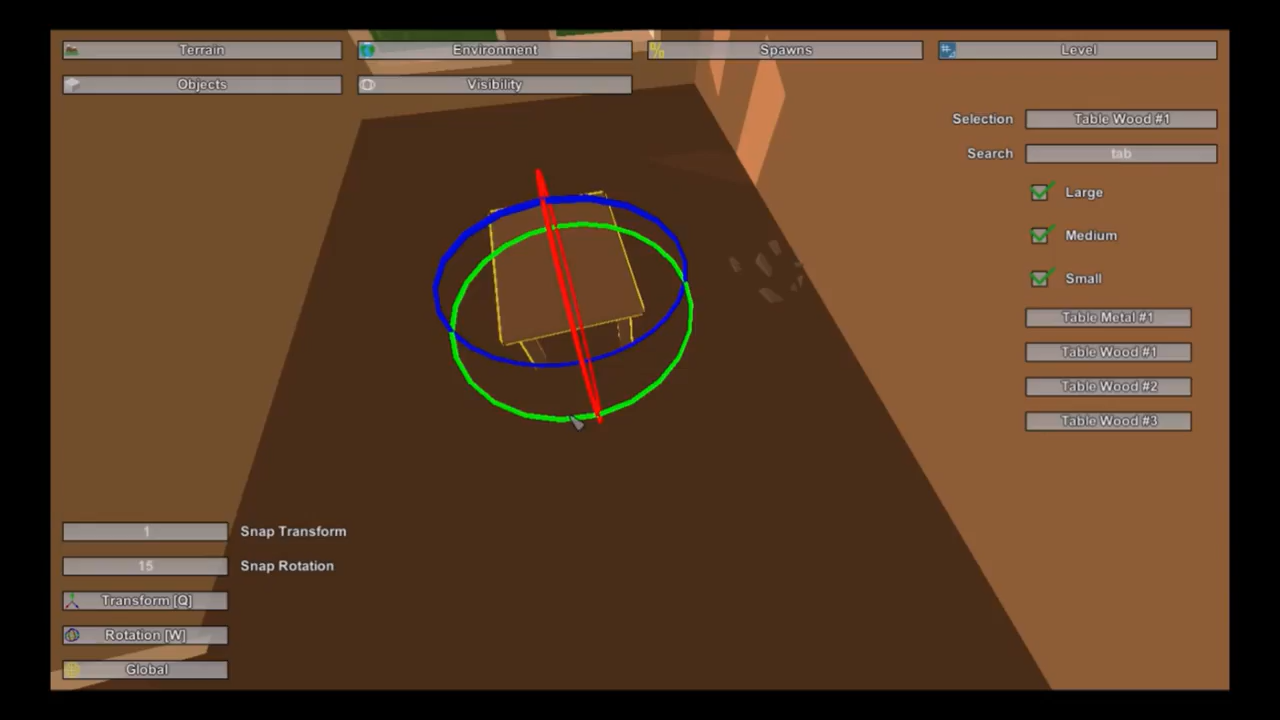 Terrain
Environment
Spawns
Level
Objects
Visibility
Selection
Table Wood #1
Search
tab
Large
Medium
Small
Table Metal #1
Table Wood #1
Table Wood #2
Table Wood #3
1
Snap Transform
15
Snap Rotation
Transform [Q]
Rotation [W]
Global